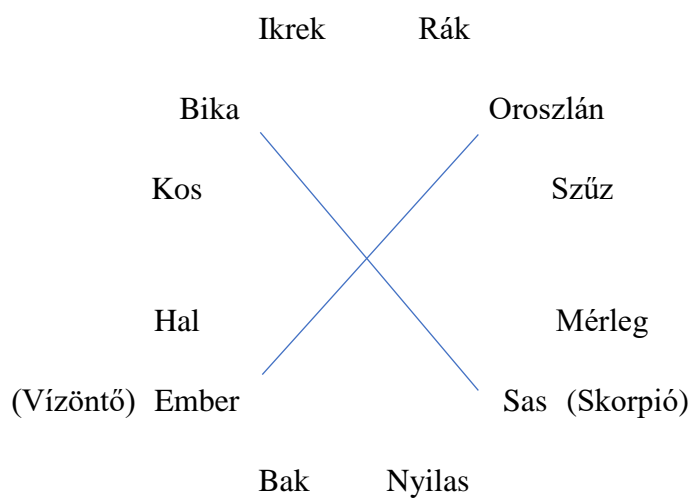 Ikrek Rák
Bika Oroszlán
Kos Szűz
Hal Mérleg
(Vízöntő) Ember Sas (Skorpió)
Bak Nyilas